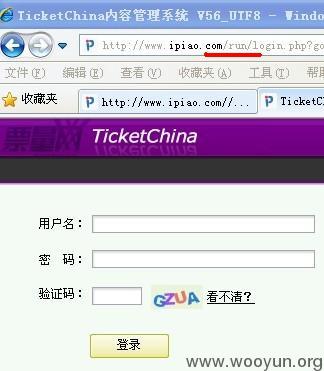 TicketChina内容管理系统 V56_UTF8 - Windo
http://www.ipiao.com/run/login.php?go
文件(F) 编辑(E) 查看(V) 收藏夹(A) 工具(T)
收藏夹 http://www.ipiao.com/... TicketCh
票量网 TicketChina
用户名:
密 码:
验证码: GZUA 看不清?
登录
www.wooyun.org